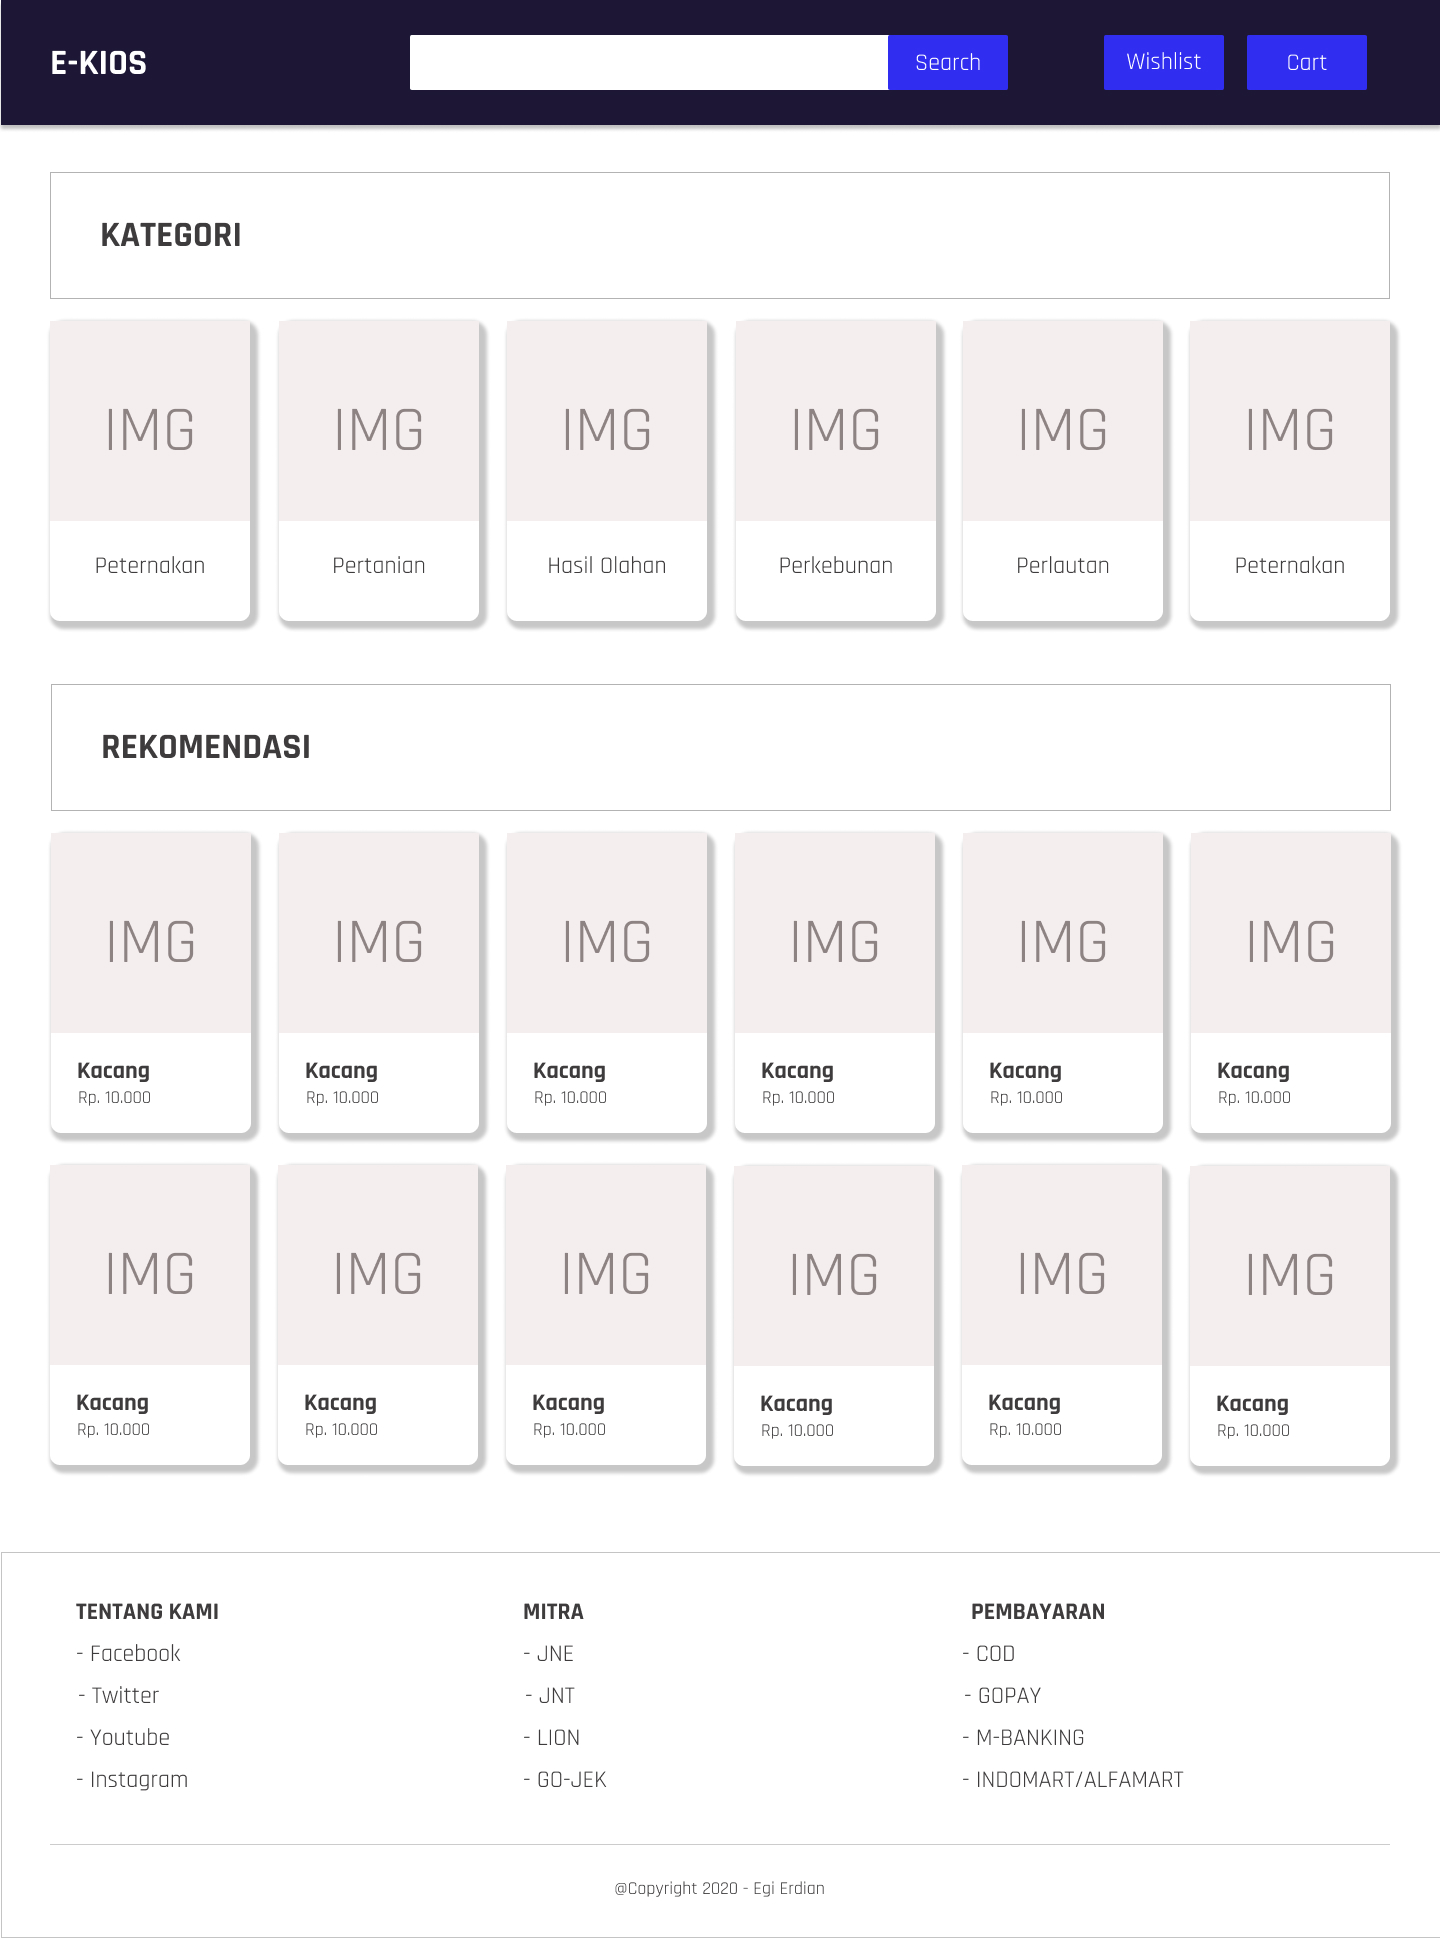 E-KIOS Search Wishlist Cart
KATEGORI
IMG IMG IMG IMG IMG IMG
Peternakan Pertanian Hasil Olahan Perkebunan Perlautan Peternakan
REKOMENDASI
IMG IMG IMG IMG IMG IMG
Kacang Kacang Kacang Kacang Kacang Kacang
Rp. 10.000 Rp. 10.000 Rp. 10.000 Rp. 10.000 Rp. 10.000 Rp. 10.000
IMG IMG IMG IMG IMG IMG
Kacang Kacang Kacang Kacang Kacang Kacang
Rp. 10.000 Rp. 10.000 Rp. 10.000 Rp. 10.000 Rp. 10.000 Rp. 10.000
TENTANG KAMI
- Facebook
- Twitter
- Youtube
- Instagram
MITRA
- JNE
- JNT
- LION
- GO-JEK
PEMBAYARAN
- COD
- GOPAY
- M-BANKING
- INDOMART/ALFAMART
@Copyright 2020 - Egi Erdian